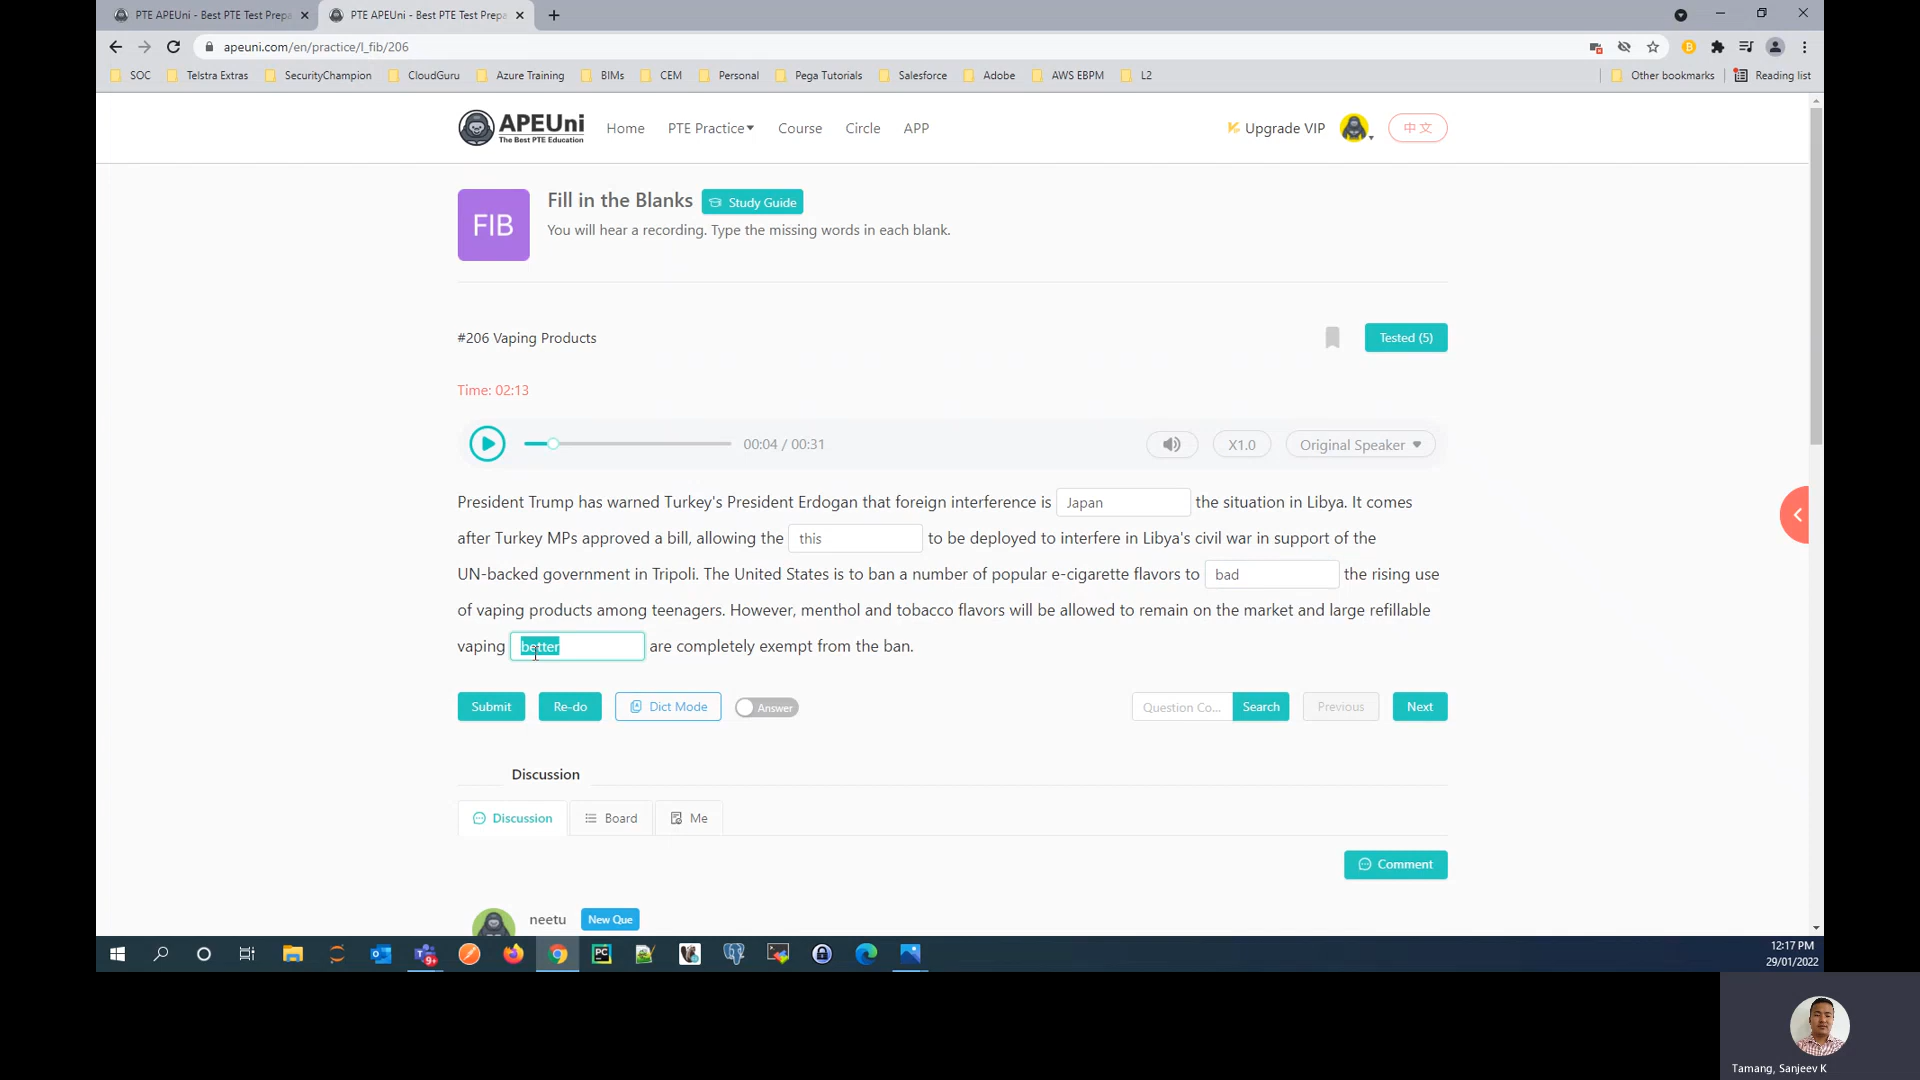 PTE APEUni - Best PTE Test Prepa
PTE APEUni - Best PTE Test Prepa
apeuni.com/en/practice/l_fib/206
SOC
Telstra Extras
SecurityChampion
CloudGuru
Azure Training
BIMs
CEM
Personal
Pega Tutorials
Salesforce
Adobe
AWS EBPM
L2
Other bookmarks
Reading list
APEUni
The Best PTE Education
Home
PTE Practice
Course
Circle
APP
Upgrade VIP
中文
FIB
Fill in the Blanks
Study Guide
You will hear a recording. Type the missing words in each blank.
#206 Vaping Products
Tested (5)
Time: 02:13
00:04 / 00:31
X1.0
Original Speaker
President Trump has warned Turkey's President Erdogan that foreign interference is Japan the situation in Libya. It comes
after Turkey MPs approved a bill, allowing the this to be deployed to interfere in Libya's civil war in support of the
UN-backed government in Tripoli. The United States is to ban a number of popular e-cigarette flavors to bad the rising use
of vaping products among teenagers. However, menthol and tobacco flavors will be allowed to remain on the market and large refillable
vaping better are completely exempt from the ban.
Submit
Re-do
Dict Mode
Answer
Question Co...
Search
Previous
Next
Discussion
Discussion
Board
Me
Comment
neetu
New Que
9+
PC
12:17 PM
29/01/2022
Tamang, Sanjeev K